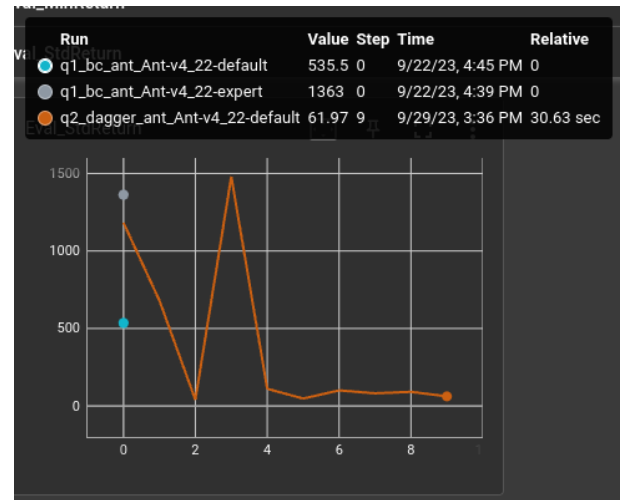 Run Value Step Time Relative
q1_bc_ant_Ant-v4_22-default 535.5 0 9/22/23, 4:45 PM 0
q1_bc_ant_Ant-v4_22-expert 1363 0 9/22/23, 4:39 PM 0
q2_dagger_ant_Ant-v4_22-default 61.97 9 9/29/23, 3:36 PM 30.63 sec
Eval_StdReturn
1500
1000
500
0
0 2 4 6 8 1